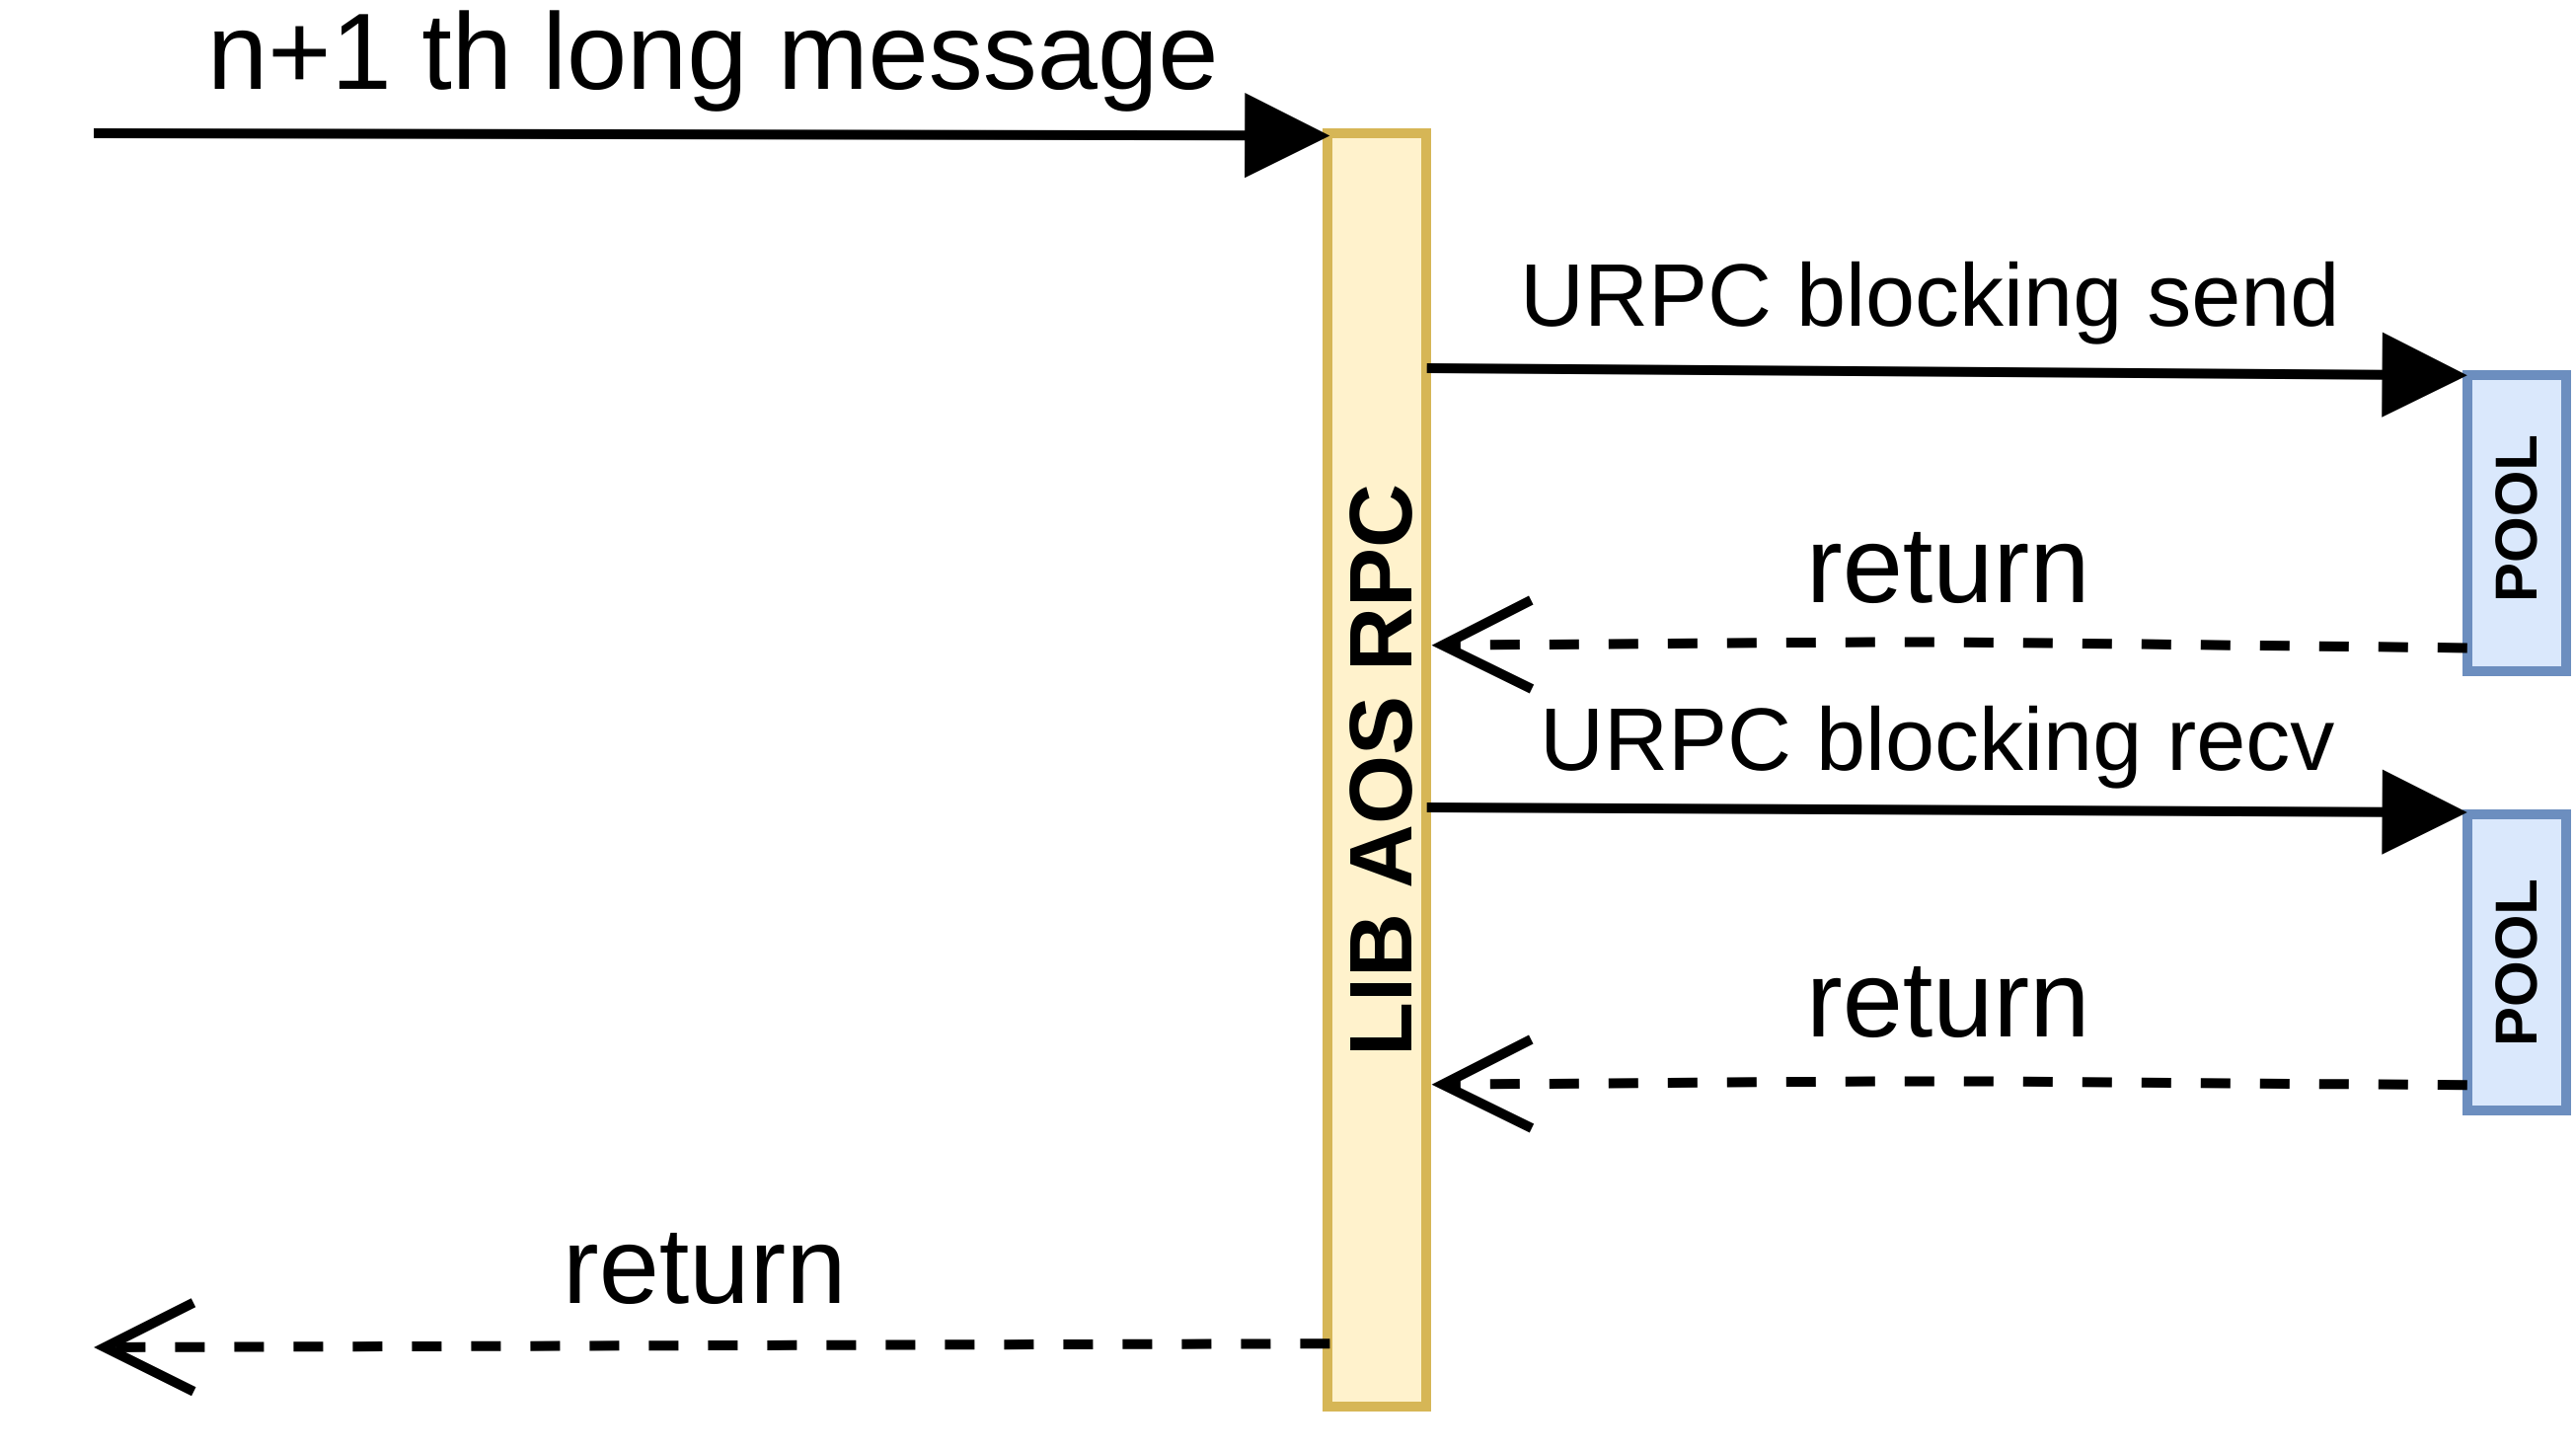 n+1 th long message
URPC blocking send
POOL
return
LIB AOS RPC
URPC blocking recv
POOL
return
return